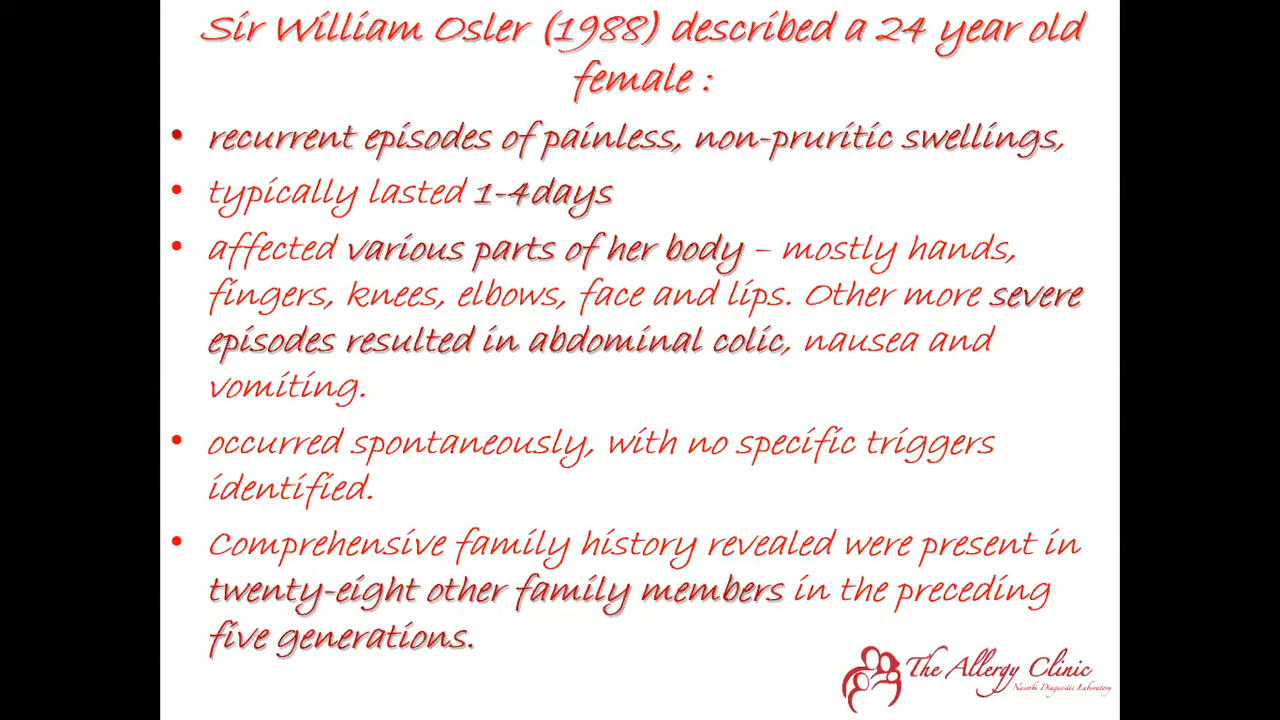 Sir William Osler (1988) described a 24 year old
female :
• recurrent episodes of painless, non-pruritic swellings,
• typically lasted 1-4days
• affected various parts of her body – mostly hands,
fingers, knees, elbows, face and lips. Other more severe
episodes resulted in abdominal colic, nausea and
vomiting.
• occurred spontaneously, with no specific triggers
identified.
• Comprehensive family history revealed were present in
twenty-eight other family members in the preceding
five generations.
The Allergy Clinic
Nairobi Diagnostic Laboratory